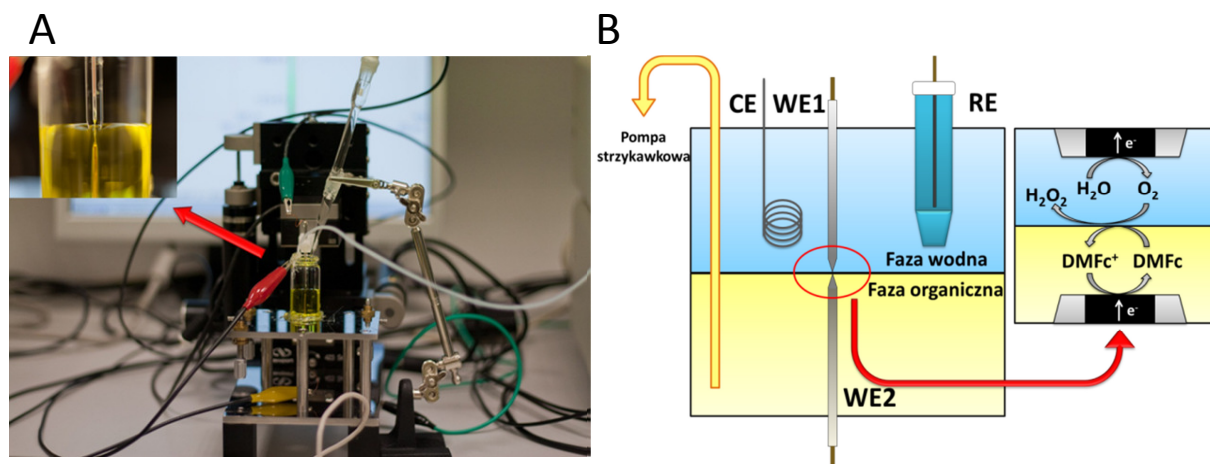 A
B
CE
WE1
RE
Pompa
strzykawkowa
Faza wodna
Faza organiczna
WE2
e⁻
H₂O₂
H₂O
O₂
DMFc⁺
DMFc
e⁻